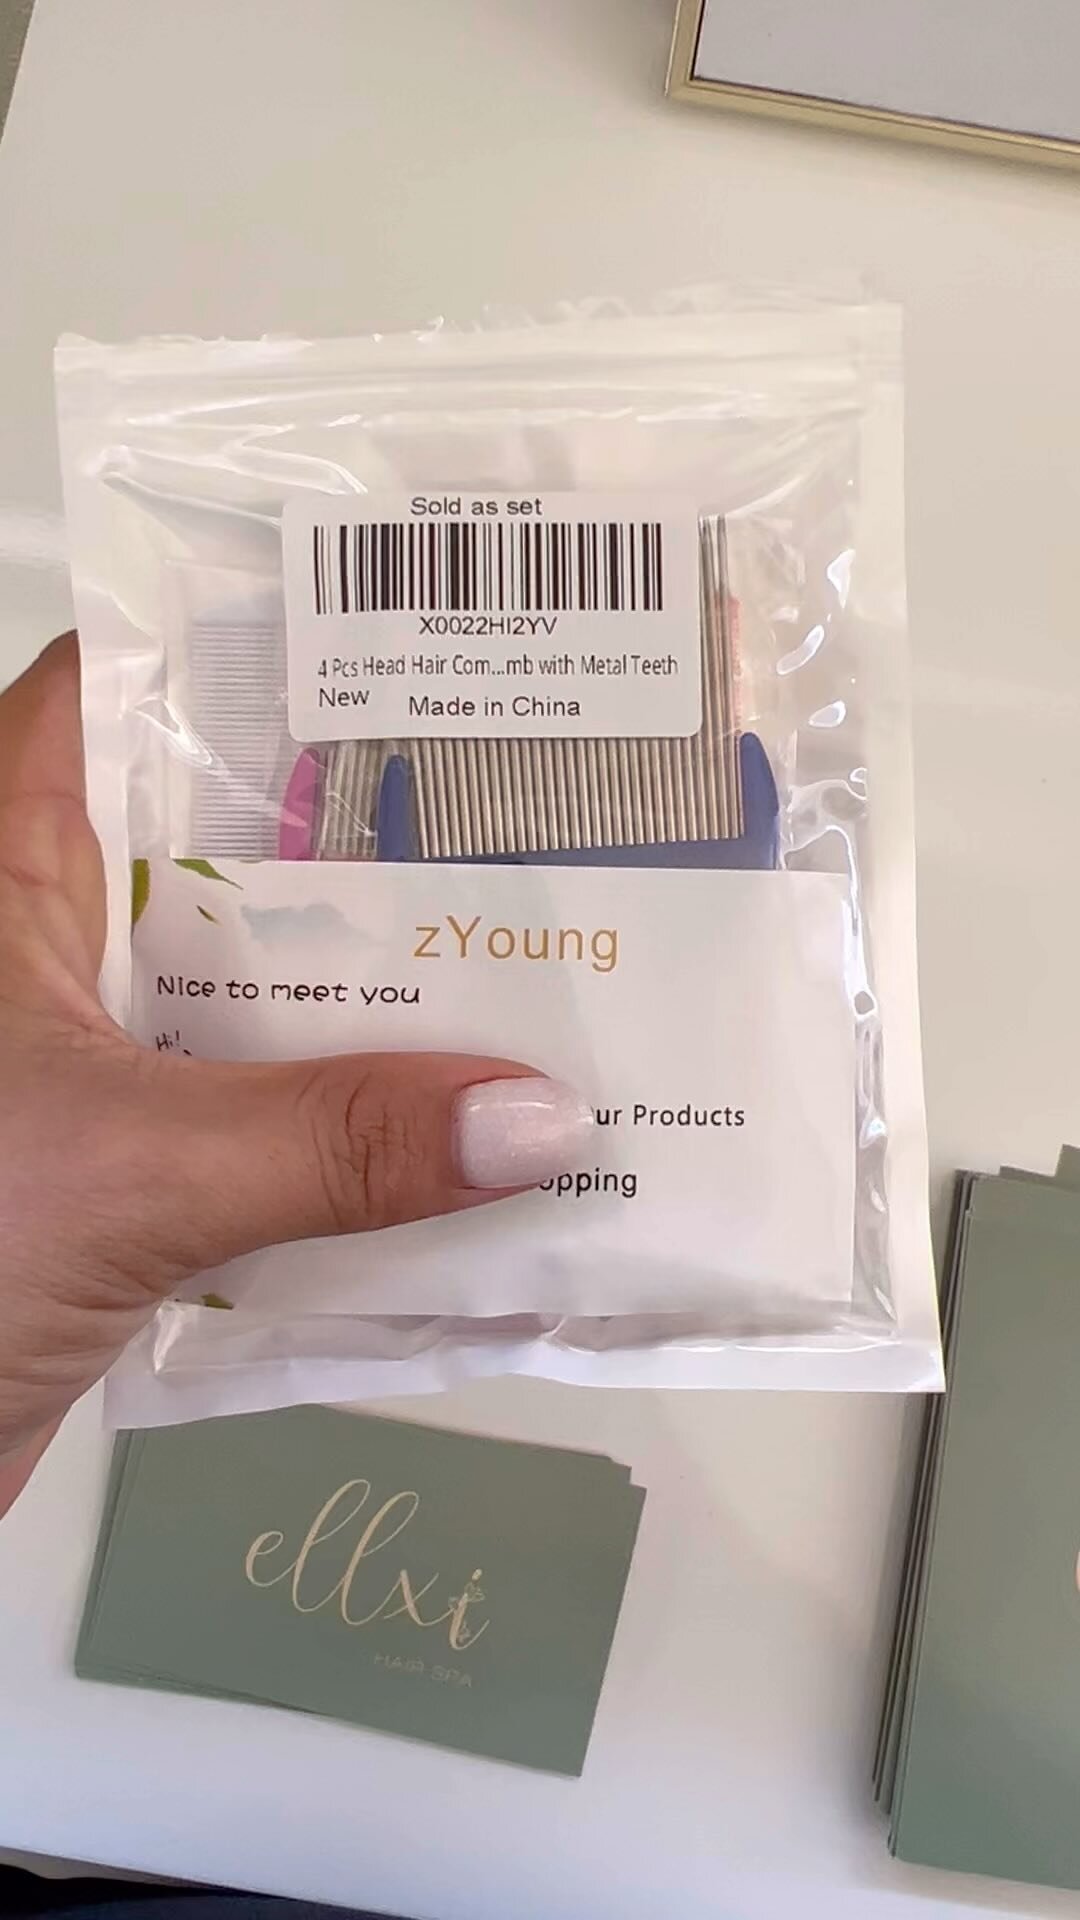 Sold as set
X0022HI2YV
4 Pcs Head Hair Com...mb with Metal Teeth
New
Made in China
zYoung
Nice to meet you
Hi!
ur Products
opping
ellxi
HAIR SPA